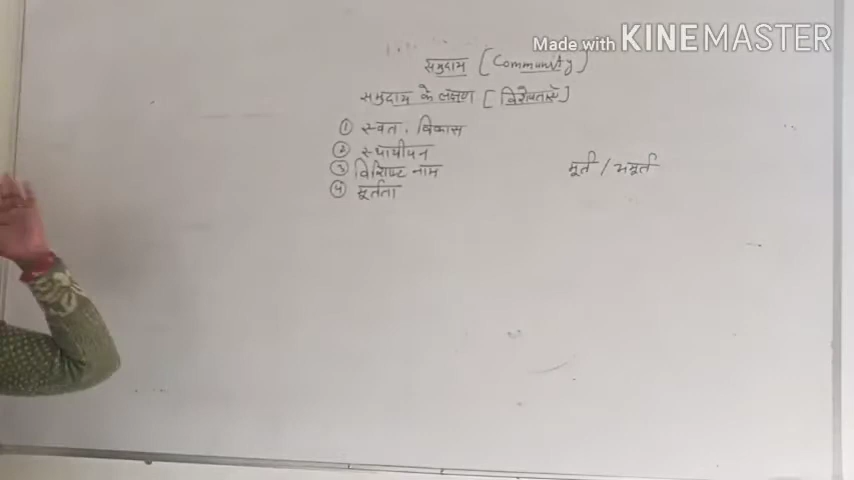 Made with KINEMASTER
समुदाय [Community]
समुदाय के लक्षण [विशेषताएँ]
① स्वत: विकास
② स्थायीपन
③ विशिष्ट नाम
④ मूर्तता
मूर्त / अमूर्त